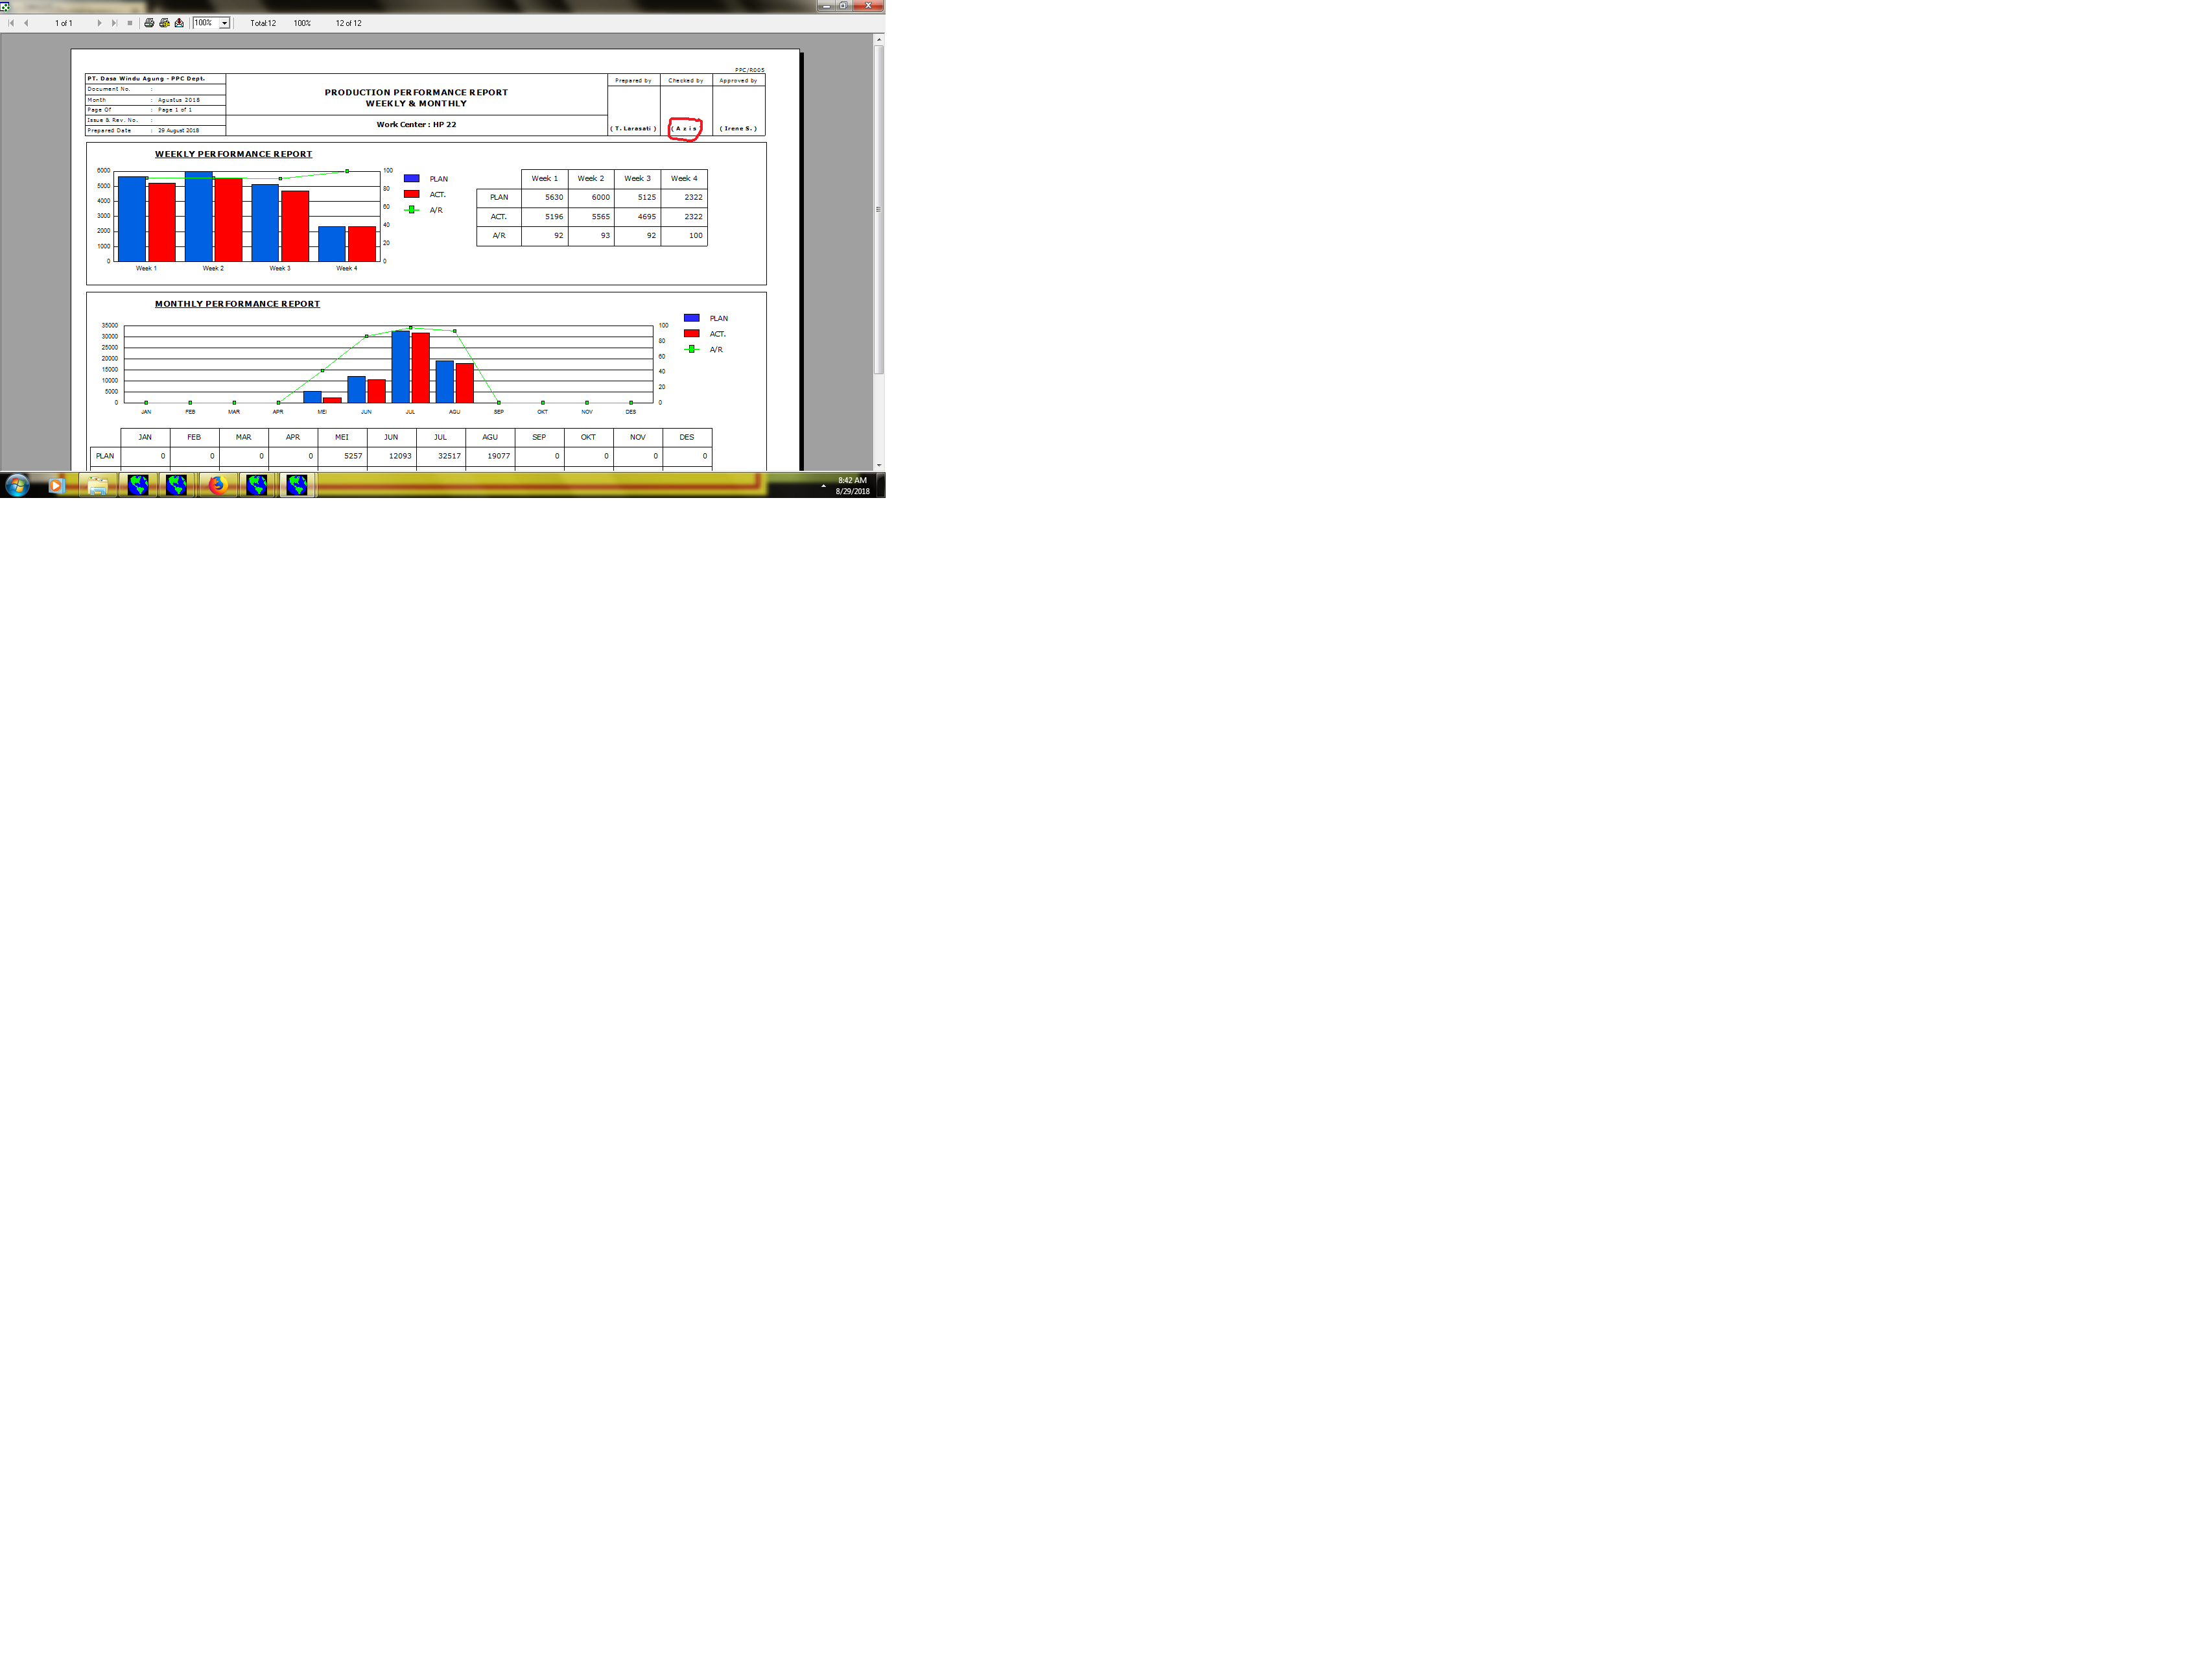 1 of 1 100% Total:12 100% 12 of 12
PPC/R005
PT. Dasa Windu Agung - PPC Dept.
Document No. :
Month : Agustus 2018
Page Of : Page 1 of 1
Issue & Rev. No. :
Prepared Date : 29 August 2018
PRODUCTION PERFORMANCE REPORT
WEEKLY & MONTHLY
Work Center : HP 22
Prepared by Checked by Approved by
( T. Larasati ) ( A z i s ( Irene S. )
WEEKLY PERFORMANCE REPORT
6000
5000
4000
3000
2000
1000
0
100
80
60
40
20
0
Week 1 Week 2 Week 3 Week 4
PLAN
ACT.
A/R
Week 1 Week 2 Week 3 Week 4
PLAN 5630 6000 5125 2322
ACT. 5196 5565 4695 2322
A/R 92 93 92 100
MONTHLY PERFORMANCE REPORT
35000
30000
25000
20000
15000
10000
5000
0
100
80
60
40
20
0
JAN FEB MAR APR MEI JUN JUL AGU SEP OKT NOV DES
PLAN
ACT.
A/R
JAN FEB MAR APR MEI JUN JUL AGU SEP OKT NOV DES
PLAN 0 0 0 0 5257 12093 32517 19077 0 0 0 0
8:42 AM
8/29/2018